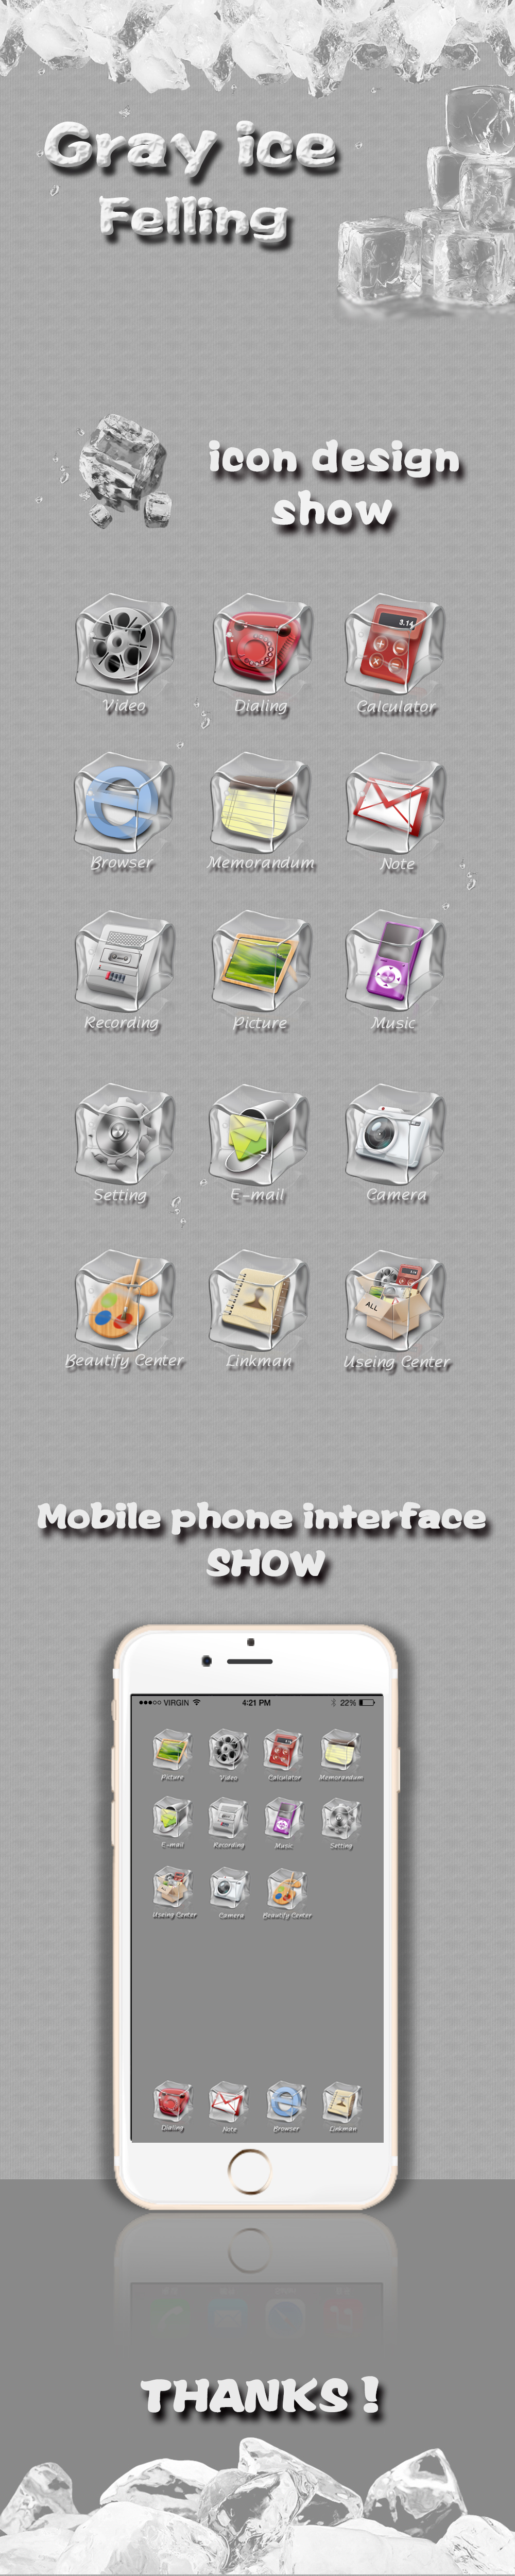 Gray ice
Felling
icon design
show
Video Dialing Calculator
3.14
Browser Memorandum Note
Recording Picture Music
Setting E-mail Camera
ALL
Beautify Center Linkman Useing Center
Mobile phone interface
SHOW
VIRGIN 4:21 PM 22%
Picture Video Calculator Memorandum
E-mail Recording Music Setting
Useing Center Camera Beautify Center
Dialing Note Browser Linkman
THANKS !